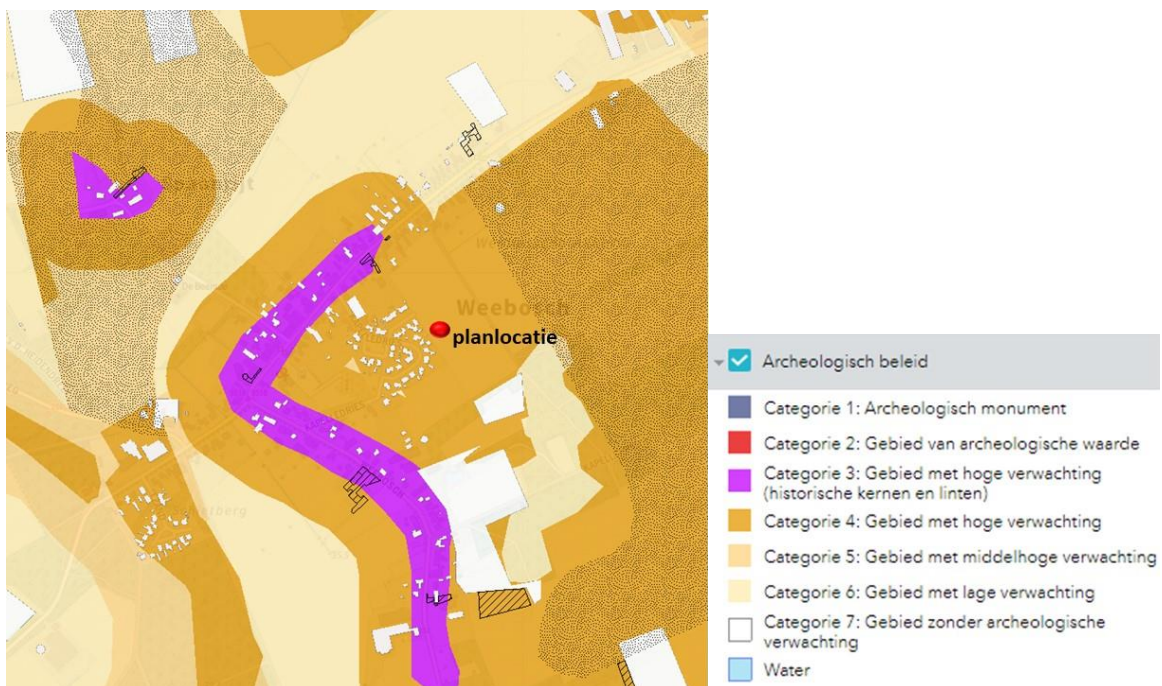 Weebosch
planlocatie
Archeologisch beleid
Categorie 1: Archeologisch monument
Categorie 2: Gebied van archeologische waarde
Categorie 3: Gebied met hoge verwachting
(historische kernen en linten)
Categorie 4: Gebied met hoge verwachting
Categorie 5: Gebied met middelhoge verwachting
Categorie 6: Gebied met lage verwachting
Categorie 7: Gebied zonder archeologische
verwachting
Water